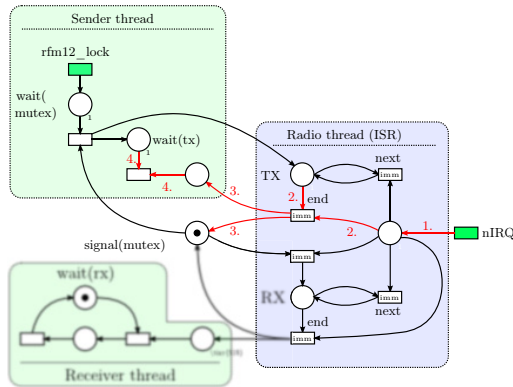 Sender thread
rfm12_lock
wait(
mutex)
1
wait(tx)
1
4.
4.
3.
Radio thread (ISR)
TX
next
imm
2.
end
imm
3.
2.
1.
nIRQ
signal(mutex)
imm
RX
imm
next
end
imm
wait(rx)
Receiver thread